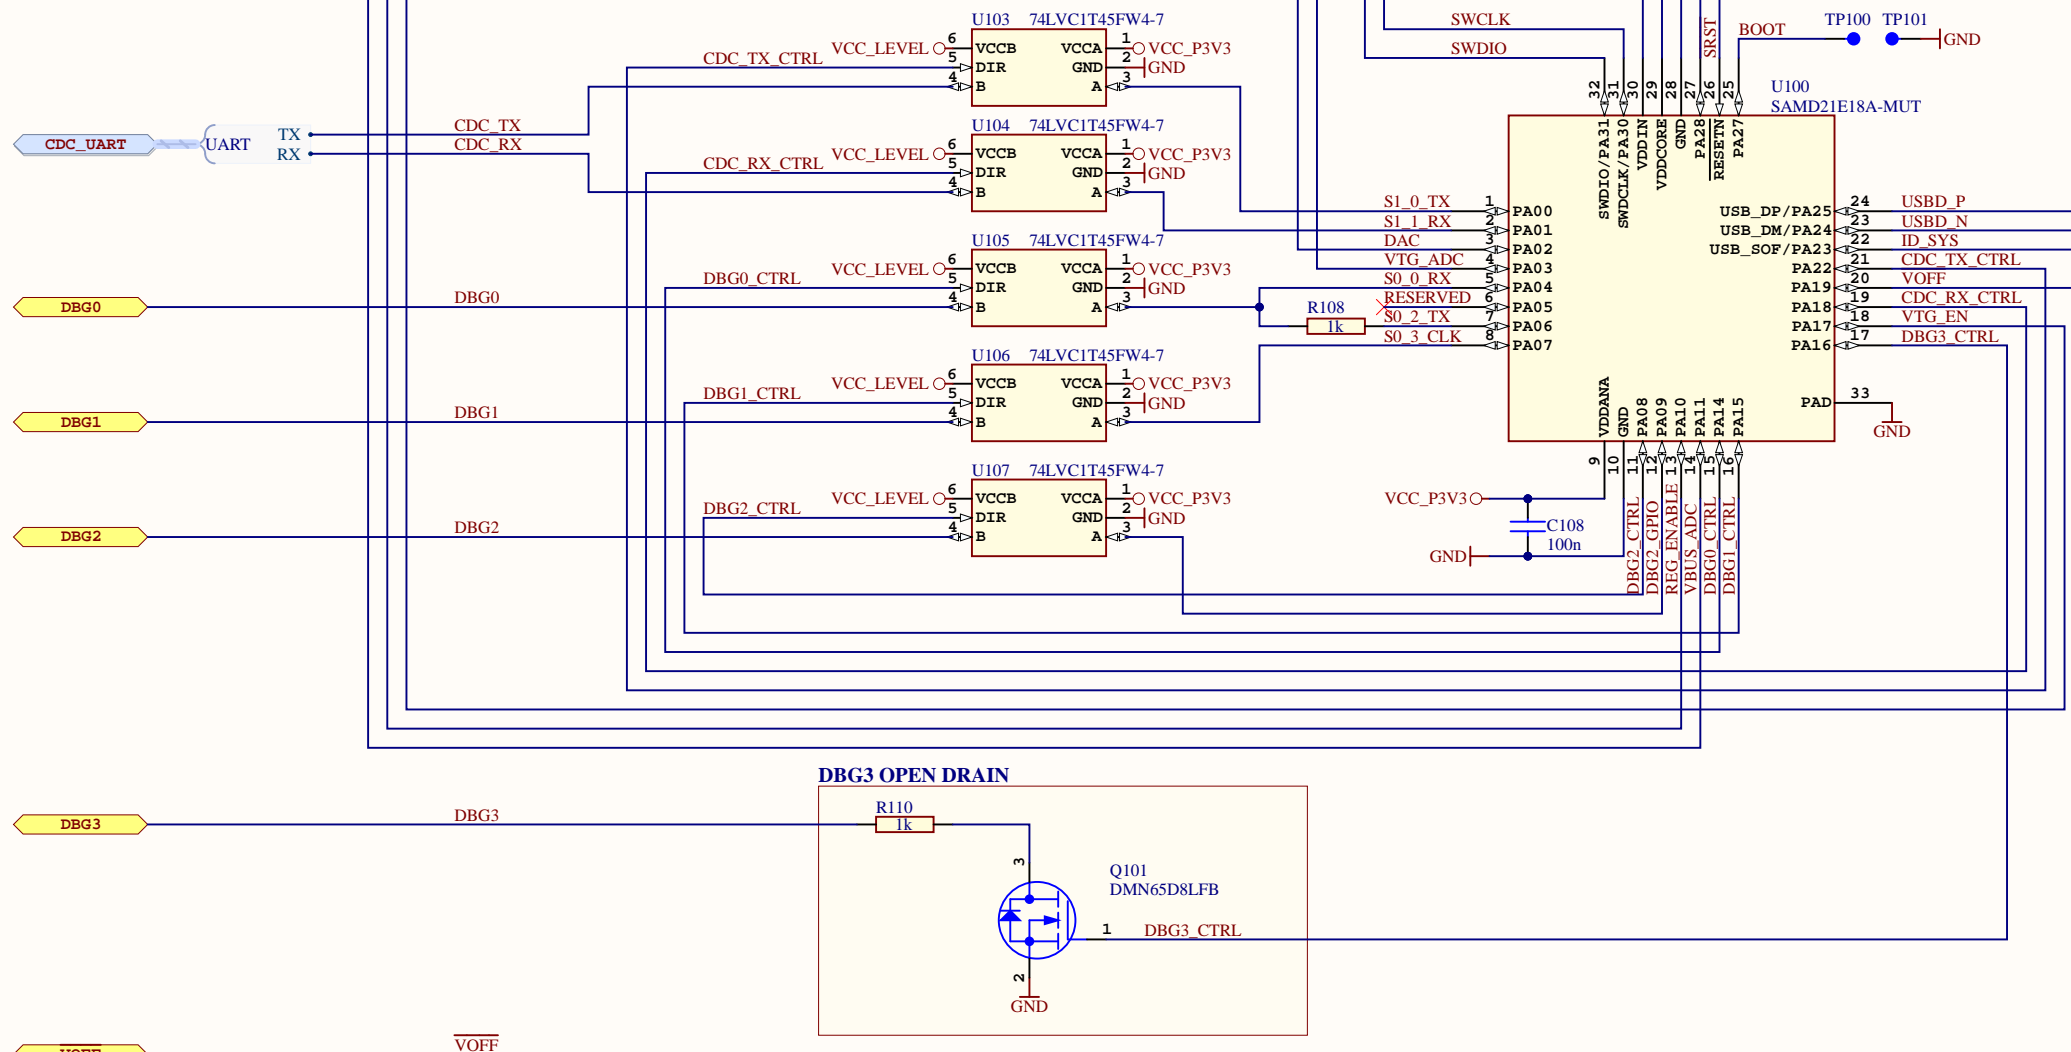 U103 74LVC1T45FW4-7
VCC_LEVEL 6 VCCB VCCA 1 VCC_P3V3
CDC_TX_CTRL 5 DIR GND 2 GND
4 B A 3
SWCLK
SWDIO
SRST
BOOT
TP100 TP101
GND
U100
SAMD21E18A-MUT
32 31 30 29 28 27 26 25
SWDIO/PA31
SWDCLK/PA30
VDDIN
VDDCORE
GND
PA28
RESETN
PA27
CDC_UART
UART
TX
RX
CDC_TX
CDC_RX
U104 74LVC1T45FW4-7
VCC_LEVEL 6 VCCB VCCA 1 VCC_P3V3
CDC_RX_CTRL 5 DIR GND 2 GND
4 B A 3
U105 74LVC1T45FW4-7
VCC_LEVEL 6 VCCB VCCA 1 VCC_P3V3
DBG0_CTRL 5 DIR GND 2 GND
DBG0 DBG0 4 B A 3
R108
1k
S1_0_TX 1 PA00
S1_1_RX 2 PA01
DAC 3 PA02
VTG_ADC 4 PA03
S0_0_RX 5 PA04
RESERVED 6 PA05
S0_2_TX 7 PA06
S0_3_CLK 8 PA07
USB_DP/PA25 24 USBD_P
USB_DM/PA24 23 USBD_N
USB_SOF/PA23 22 ID_SYS
PA22 21 CDC_TX_CTRL
PA19 20 VOFF
PA18 19 CDC_RX_CTRL
PA17 18 VTG_EN
PA16 17 DBG3_CTRL
PAD 33
GND
U106 74LVC1T45FW4-7
VCC_LEVEL 6 VCCB VCCA 1 VCC_P3V3
DBG1_CTRL 5 DIR GND 2 GND
DBG1 DBG1 4 B A 3
VDDANA
GND
PA08
PA09
PA10
PA11
PA14
PA15
9 10 11 12 13 14 15 16
DBG2_CTRL
DBG2_GPIO
REG_ENABLE
VBUS_ADC
DBG0_CTRL
DBG1_CTRL
VCC_P3V3
C108
100n
GND
U107 74LVC1T45FW4-7
VCC_LEVEL 6 VCCB VCCA 1 VCC_P3V3
DBG2_CTRL 5 DIR GND 2 GND
DBG2 DBG2 4 B A 3
DBG3 OPEN DRAIN
DBG3 DBG3
R110
1k
3
Q101
DMN65D8LFB
1 DBG3_CTRL
2
GND
VOFF VOFF